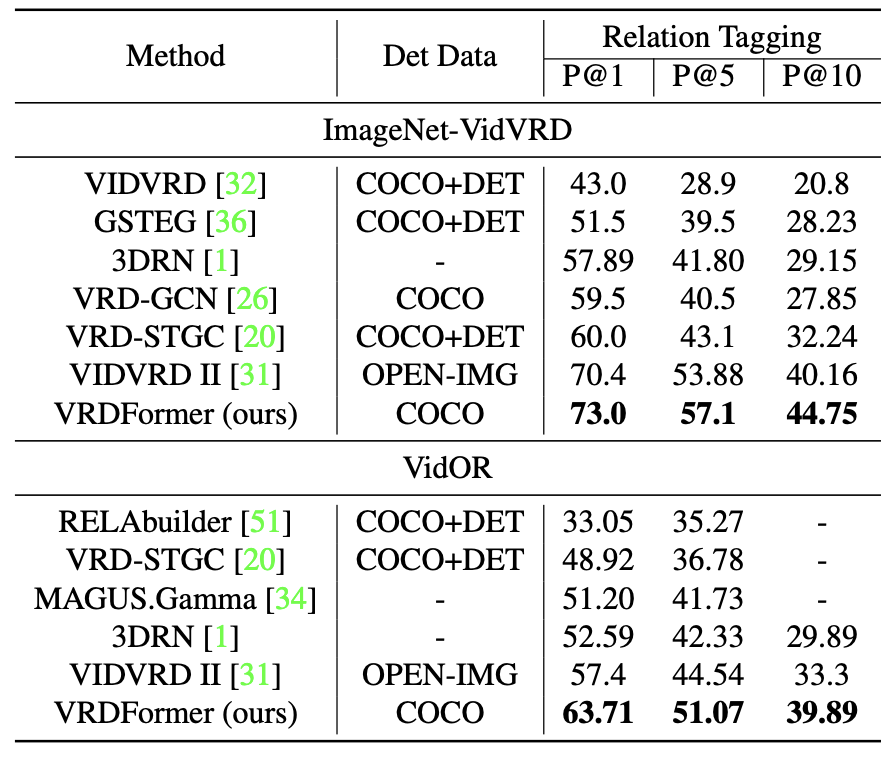 Method Det Data Relation Tagging
P@1 P@5 P@10
ImageNet-VidVRD
VIDVRD [32] COCO+DET 43.0 28.9 20.8
GSTEG [36] COCO+DET 51.5 39.5 28.23
3DRN [1] - 57.89 41.80 29.15
VRD-GCN [26] COCO 59.5 40.5 27.85
VRD-STGC [20] COCO+DET 60.0 43.1 32.24
VIDVRD II [31] OPEN-IMG 70.4 53.88 40.16
VRDFormer (ours) COCO 73.0 57.1 44.75
VidOR
RELAbuilder [51] COCO+DET 33.05 35.27 -
VRD-STGC [20] COCO+DET 48.92 36.78 -
MAGUS.Gamma [34] - 51.20 41.73 -
3DRN [1] - 52.59 42.33 29.89
VIDVRD II [31] OPEN-IMG 57.4 44.54 33.3
VRDFormer (ours) COCO 63.71 51.07 39.89